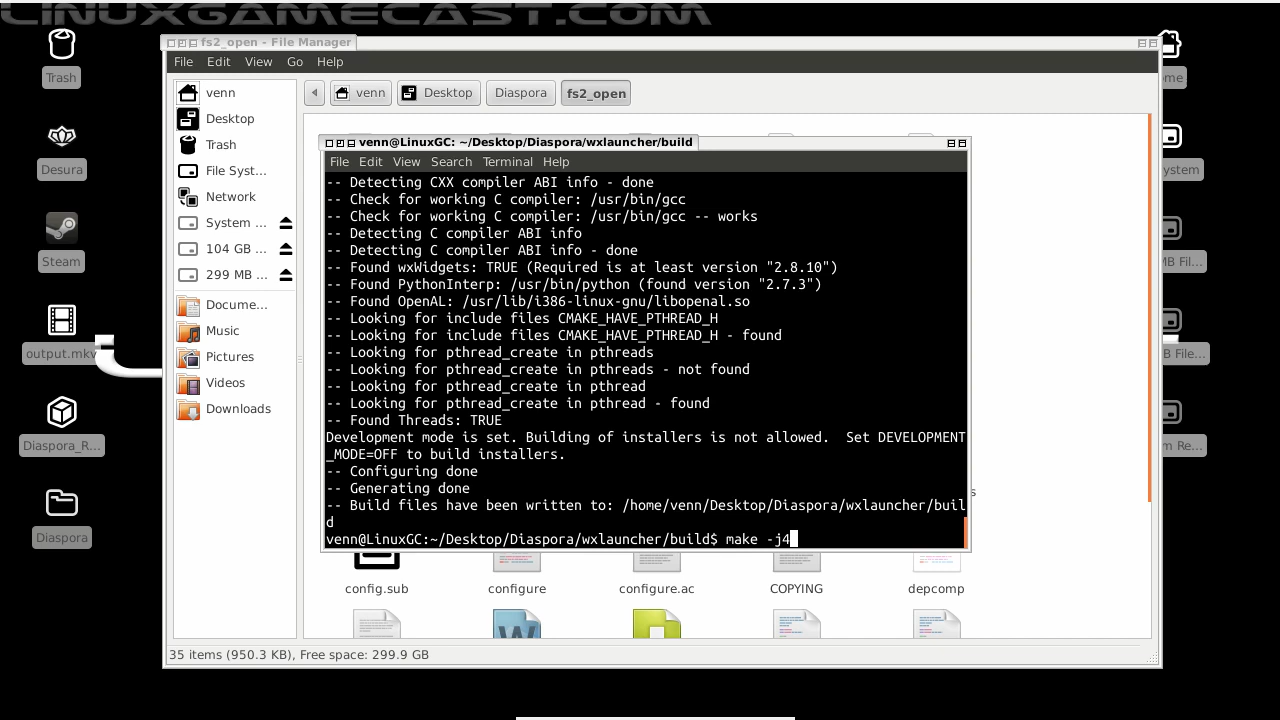 LINUXGAMECAST.COM
fs2_open - File Manager
File Edit View Go Help
venn
Desktop
Diaspora
fs2_open
venn
Desktop
Trash
File Syst...
Network
System ...
104 GB ...
299 MB ...
Docume...
Music
Pictures
Videos
Downloads
Trash
Desura
Steam
output.mkv
Diaspora_R...
Diaspora
venn@LinuxGC: ~/Desktop/Diaspora/wxlauncher/build
File Edit View Search Terminal Help
-- Detecting CXX compiler ABI info - done
-- Check for working C compiler: /usr/bin/gcc
-- Check for working C compiler: /usr/bin/gcc -- works
-- Detecting C compiler ABI info
-- Detecting C compiler ABI info - done
-- Found wxWidgets: TRUE (Required is at least version "2.8.10")
-- Found PythonInterp: /usr/bin/python (found version "2.7.3")
-- Found OpenAL: /usr/lib/i386-linux-gnu/libopenal.so
-- Looking for include files CMAKE_HAVE_PTHREAD_H
-- Looking for include files CMAKE_HAVE_PTHREAD_H - found
-- Looking for pthread_create in pthreads
-- Looking for pthread_create in pthreads - not found
-- Looking for pthread_create in pthread
-- Looking for pthread_create in pthread - found
-- Found Threads: TRUE
Development mode is set. Building of installers is not allowed.  Set DEVELOPMENT
_MODE=OFF to build installers.
-- Configuring done
-- Generating done
-- Build files have been written to: /home/venn/Desktop/Diaspora/wxlauncher/buil
d
venn@LinuxGC:~/Desktop/Diaspora/wxlauncher/build$ make -j4
config.sub
configure
configure.ac
COPYING
depcomp
W
35 items (950.3 KB), Free space: 299.9 GB
ome
ystem
MB Fil...
B File...
m Re...